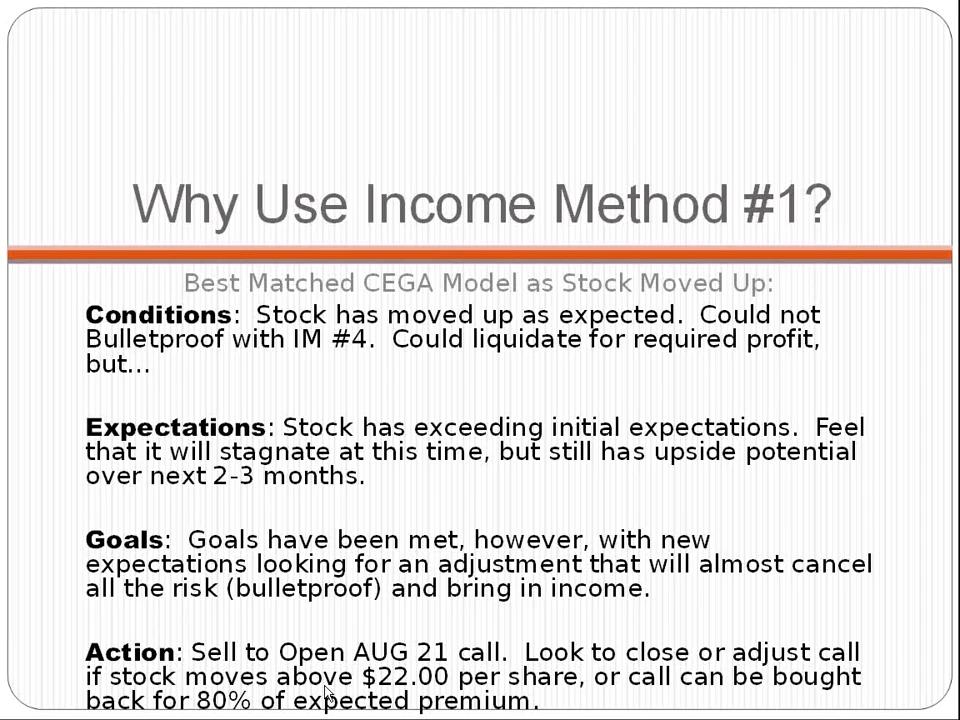 Why Use Income Method #1?
Best Matched CEGA Model as Stock Moved Up:
Conditions:  Stock has moved up as expected.  Could not
Bulletproof with IM #4.  Could liquidate for required profit,
but...
Expectations: Stock has exceeding initial expectations.  Feel
that it will stagnate at this time, but still has upside potential
over next 2-3 months.
Goals:  Goals have been met, however, with new
expectations looking for an adjustment that will almost cancel
all the risk (bulletproof) and bring in income.
Action: Sell to Open AUG 21 call.  Look to close or adjust call
if stock moves above $22.00 per share, or call can be bought
back for 80% of expected premium.